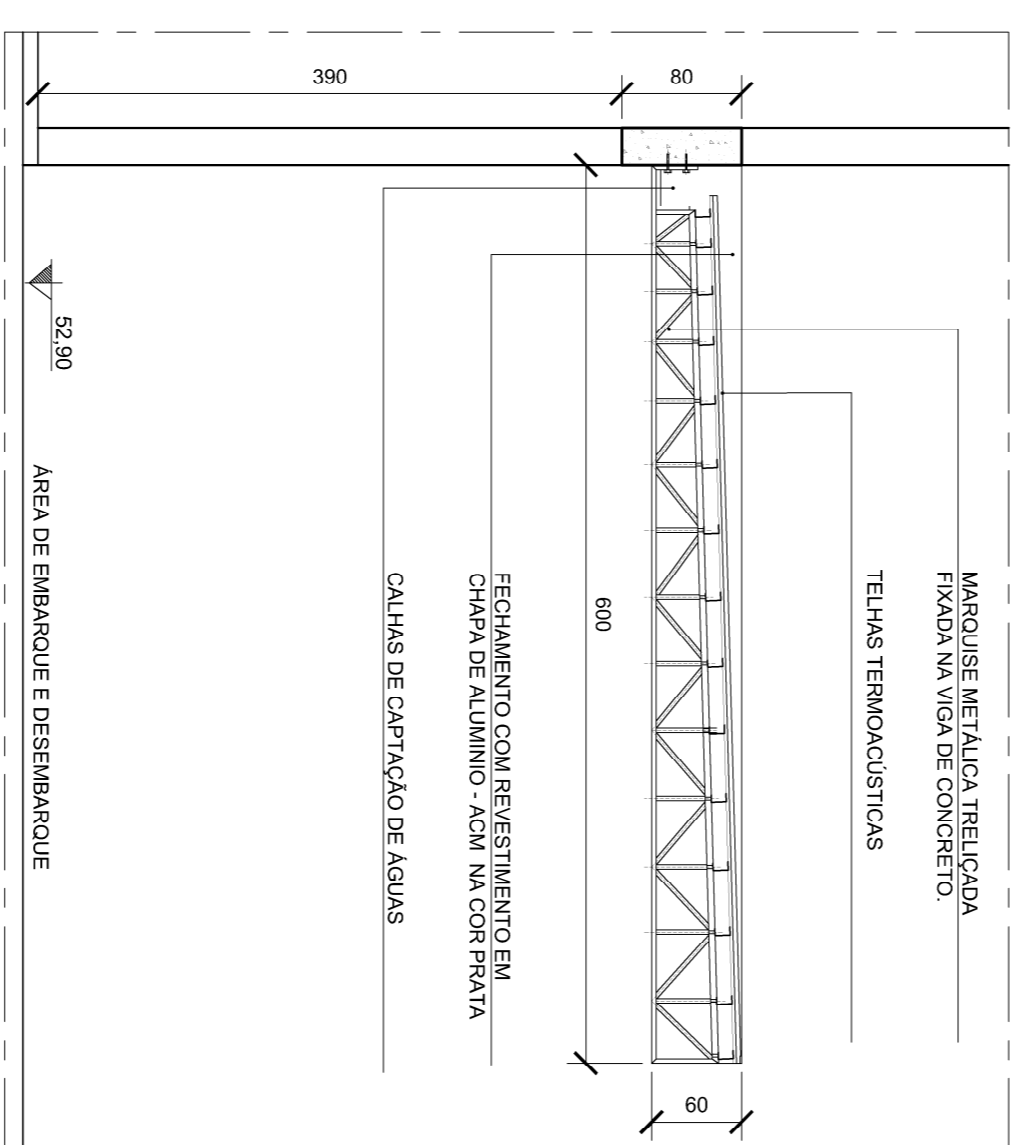 MARQUISE METÁLICA TRELIÇADA
FIXADA NA VIGA DE CONCRETO.
TELHAS TERMOACÚSTICAS
80
60
600
FECHAMENTO COM REVESTIMENTO EM
CHAPA DE ALUMINIO - ACM NA COR PRATA
CALHAS DE CAPTAÇÃO DE ÁGUAS
390
52,90
ÁREA DE EMBARQUE E DESEMBARQUE